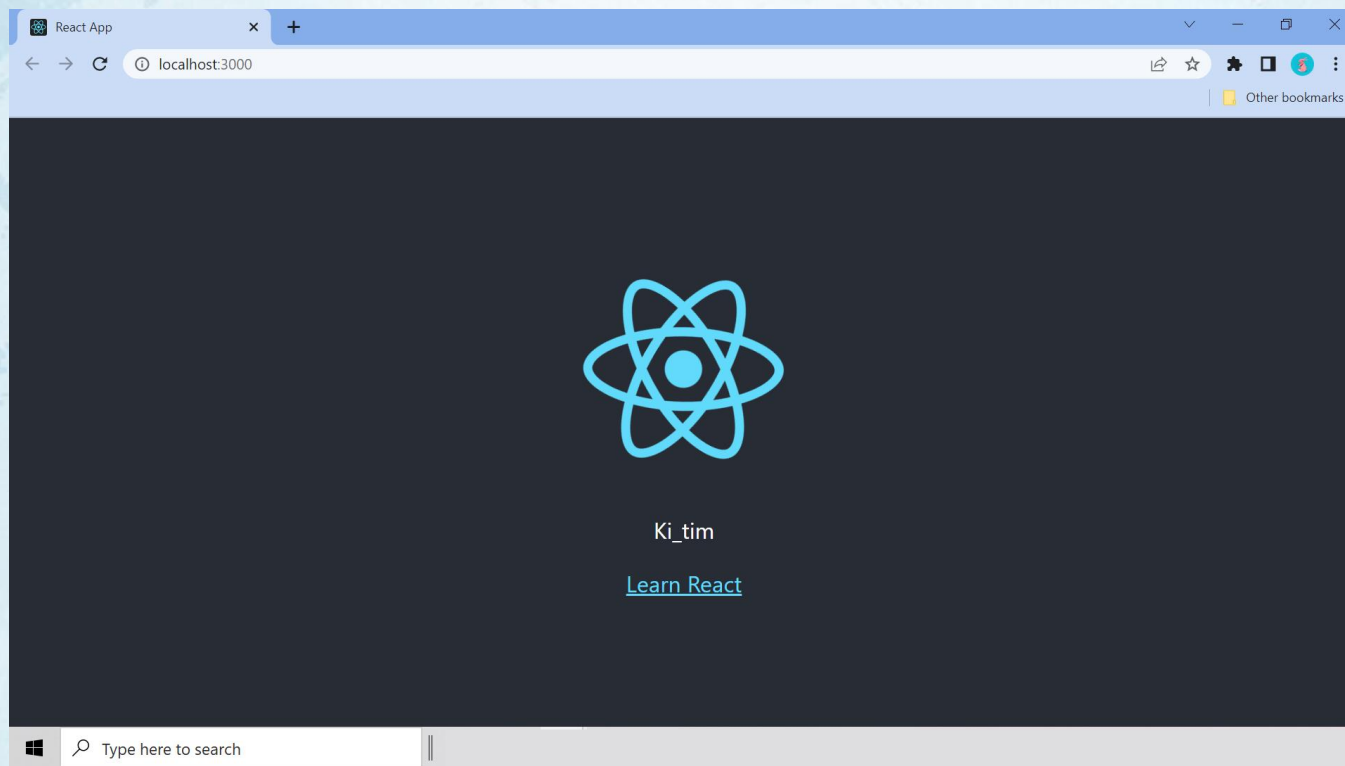 React App
localhost:3000
Other bookmarks
Ki_tim
Learn React
Type here to search